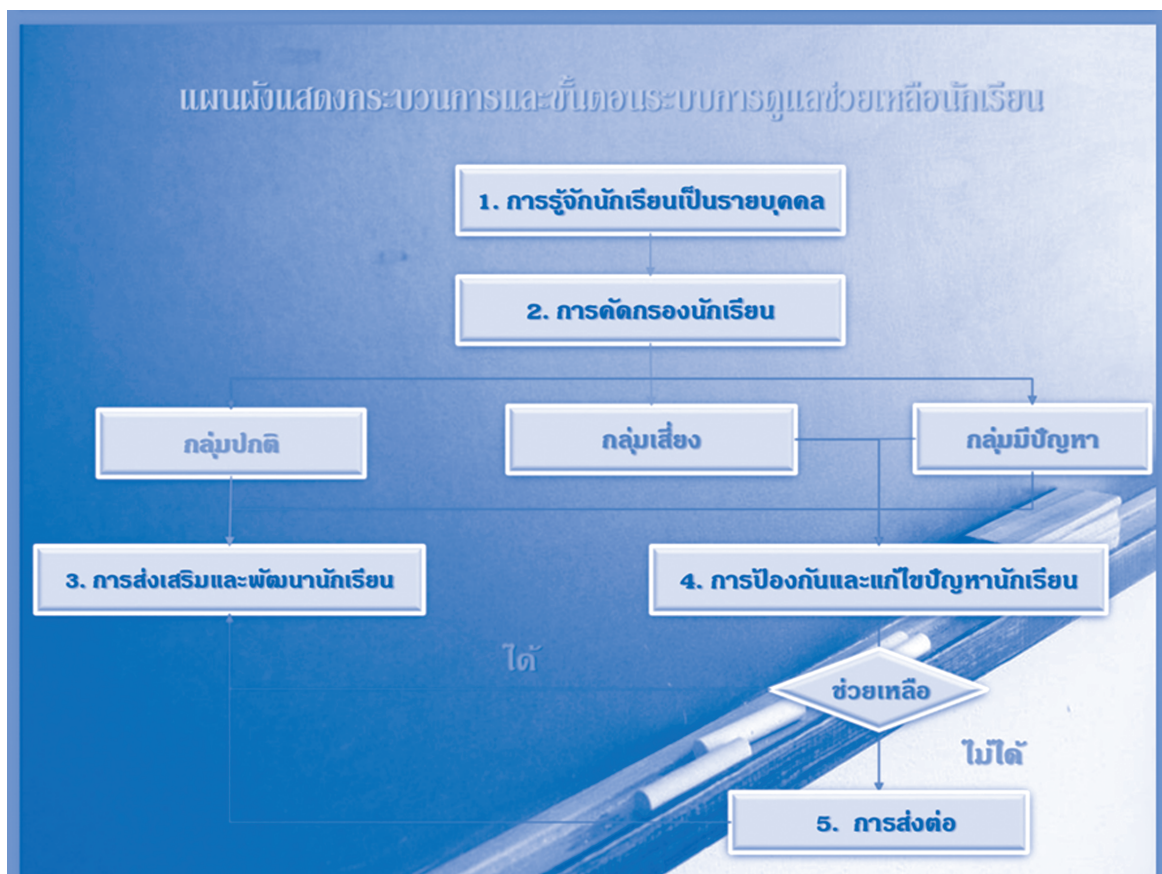 แผนผังแสดงกระบวนการและขั้นตอนระบบการดูแลช่วยเหลือนักเรียน
1. การรู้จักนักเรียนเป็นรายบุคคล
2. การคัดกรองนักเรียน
กลุ่มปกติ
กลุ่มเสี่ยง
กลุ่มมีปัญหา
3. การส่งเสริมและพัฒนานักเรียน
4. การป้องกันและแก้ไขปัญหานักเรียน
ได้
ช่วยเหลือ
ไม่ได้
5. การส่งต่อ